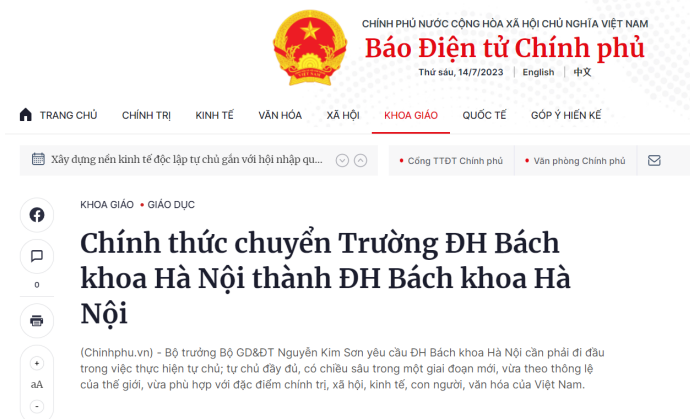 CHÍNH PHỦ NƯỚC CỘNG HÒA XÃ HỘI CHỦ NGHĨA VIỆT NAM
Báo Điện tử Chính phủ
Thứ sáu, 14/7/2023 | English | 中文
TRANG CHỦ CHÍNH TRỊ KINH TẾ VĂN HÓA XÃ HỘI KHOA GIÁO QUỐC TẾ GÓP Ý HIẾN KẾ
Xây dựng nền kinh tế độc lập tự chủ gắn với hội nhập qu... • Cổng TTĐT Chính phủ • Văn phòng Chính phủ
KHOA GIÁO • GIÁO DỤC
Chính thức chuyển Trường ĐH Bách
khoa Hà Nội thành ĐH Bách khoa Hà
Nội
0
(Chinhphu.vn) - Bộ trưởng Bộ GD&ĐT Nguyễn Kim Sơn yêu cầu ĐH Bách khoa Hà Nội cần phải đi đầu
trong việc thực hiện tự chủ; tự chủ đầy đủ, có chiều sâu trong một giai đoạn mới, vừa theo thông lệ
của thế giới, vừa phù hợp với đặc điểm chính trị, xã hội, kinh tế, con người, văn hóa của Việt Nam.
+
aA
-